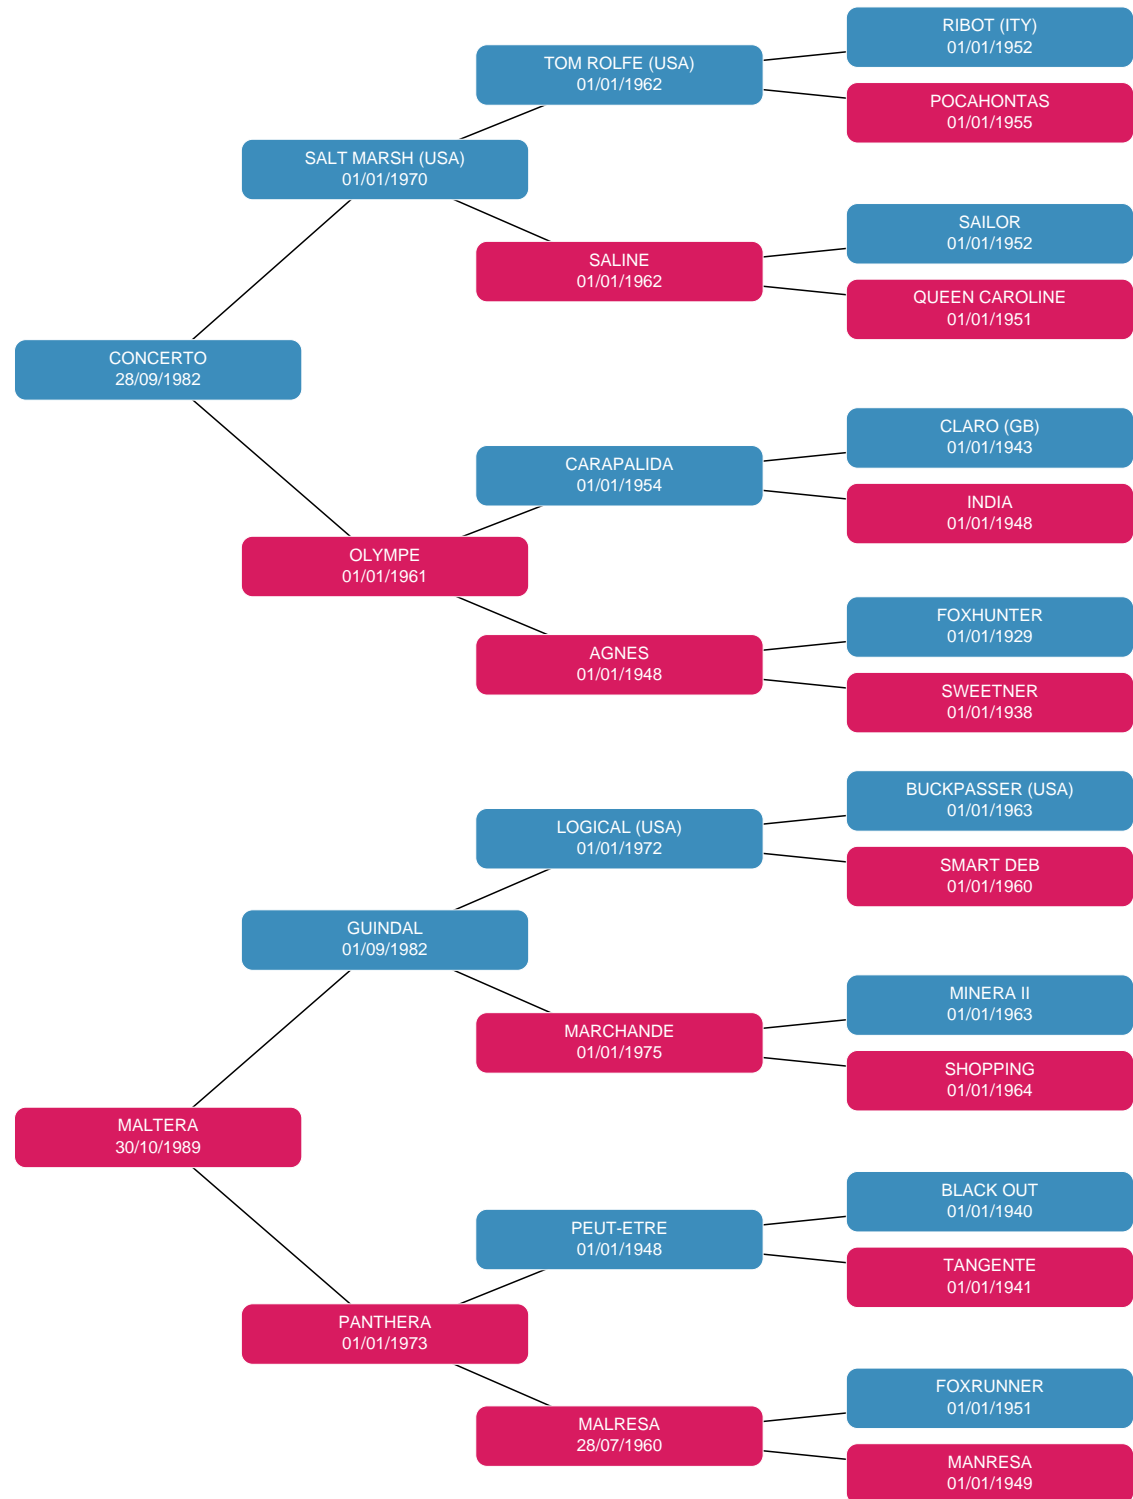 RIBOT (ITY)
01/01/1952
TOM ROLFE (USA)
01/01/1962
POCAHONTAS
01/01/1955
SALT MARSH (USA)
01/01/1970
SAILOR
01/01/1952
SALINE
01/01/1962
QUEEN CAROLINE
01/01/1951
CONCERTO
28/09/1982
CLARO (GB)
01/01/1943
CARAPALIDA
01/01/1954
INDIA
01/01/1948
OLYMPE
01/01/1961
FOXHUNTER
01/01/1929
AGNES
01/01/1948
SWEETNER
01/01/1938
BUCKPASSER (USA)
01/01/1963
LOGICAL (USA)
01/01/1972
SMART DEB
01/01/1960
GUINDAL
01/09/1982
MINERA II
01/01/1963
MARCHANDE
01/01/1975
SHOPPING
01/01/1964
MALTERA
30/10/1989
BLACK OUT
01/01/1940
PEUT-ETRE
01/01/1948
TANGENTE
01/01/1941
PANTHERA
01/01/1973
FOXRUNNER
01/01/1951
MALRESA
28/07/1960
MANRESA
01/01/1949